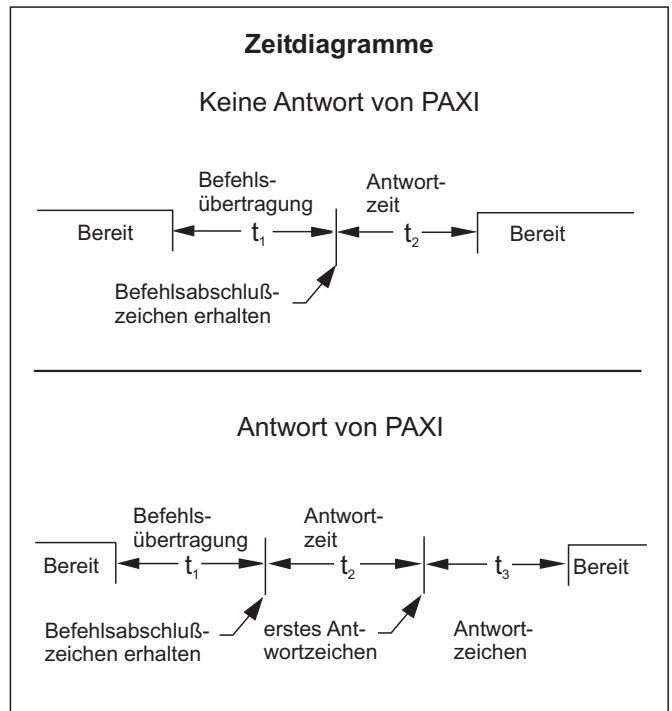 Zeitdiagramme
Keine Antwort von PAXI
Befehls-
übertragung
Antwort-
zeit
Bereit
t₁
t₂
Bereit
Befehlsabschluß-
zeichen erhalten
Antwort von PAXI
Befehls-
übertragung
Antwort-
zeit
Bereit
t₁
t₂
t₃
Bereit
Befehlsabschluß-
zeichen erhalten
erstes Ant-
wortzeichen
Antwort-
zeichen